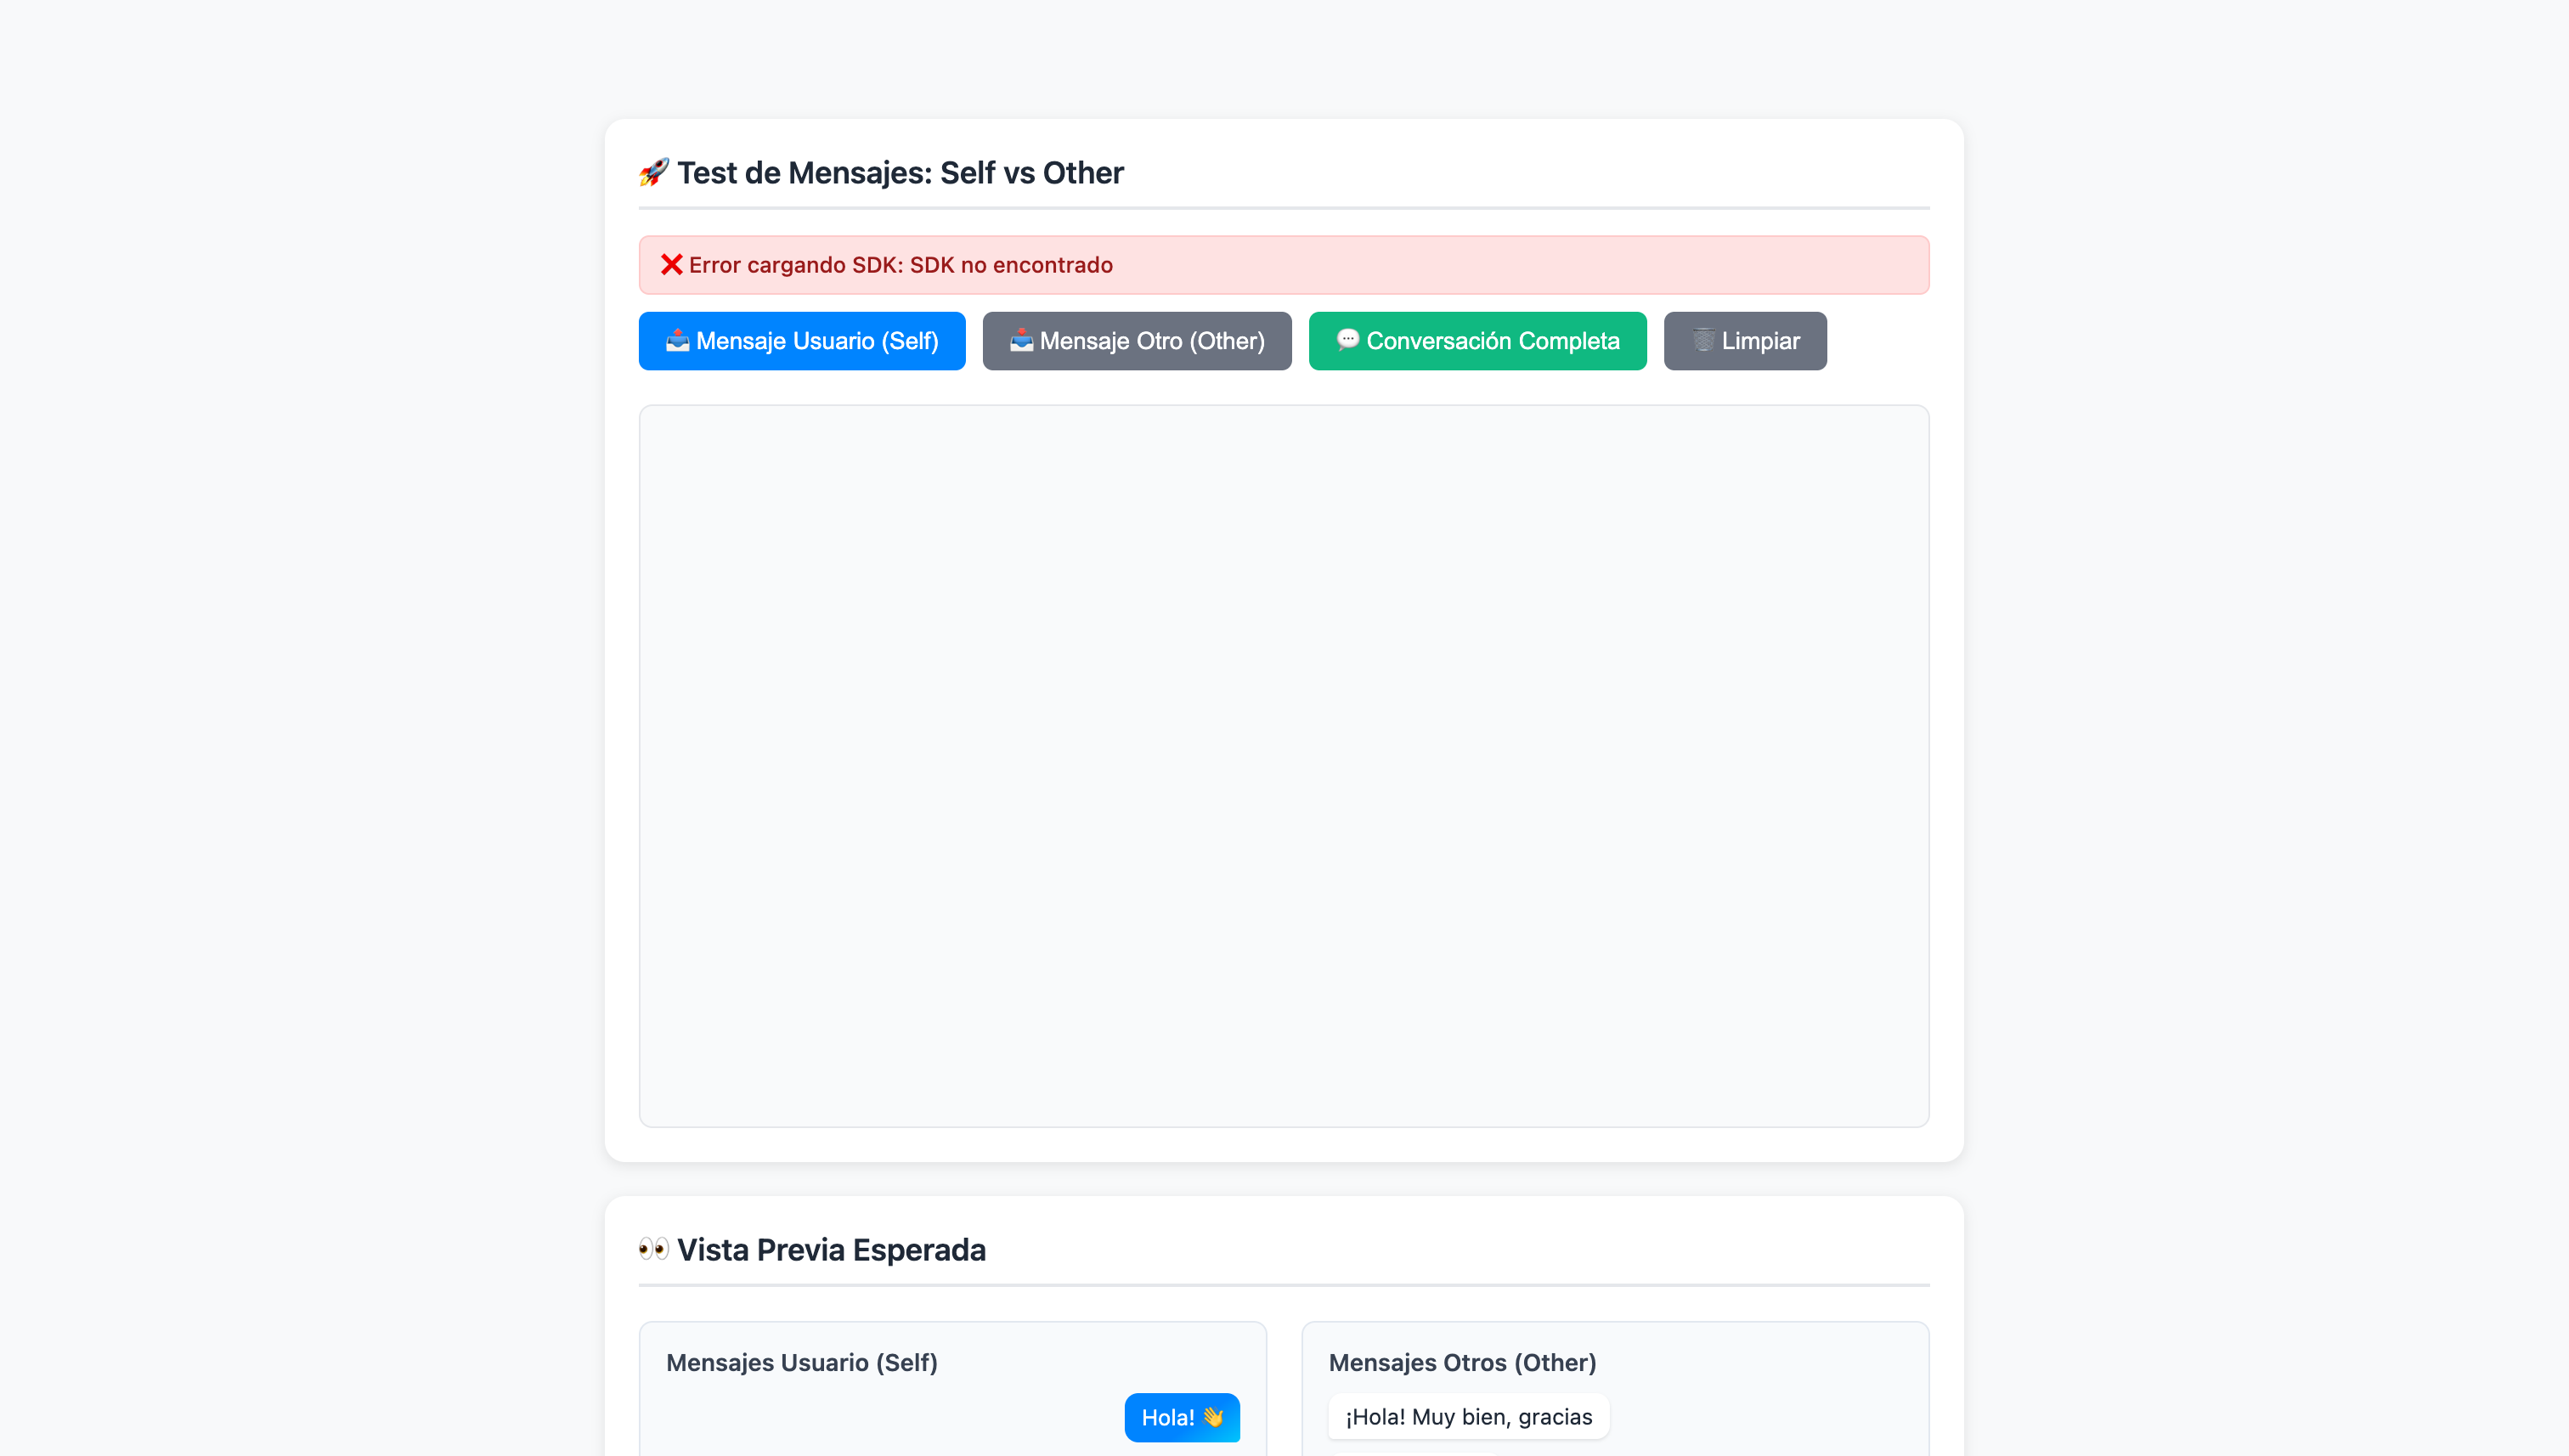 🚀 Test de Mensajes: Self vs Other
❌ Error cargando SDK: SDK no encontrado
📤 Mensaje Usuario (Self)
📤 Mensaje Otro (Other)
💬 Conversación Completa
🗑️ Limpiar
👀 Vista Previa Esperada
Mensajes Usuario (Self)
Hola! 👋
Mensajes Otros (Other)
¡Hola! Muy bien, gracias